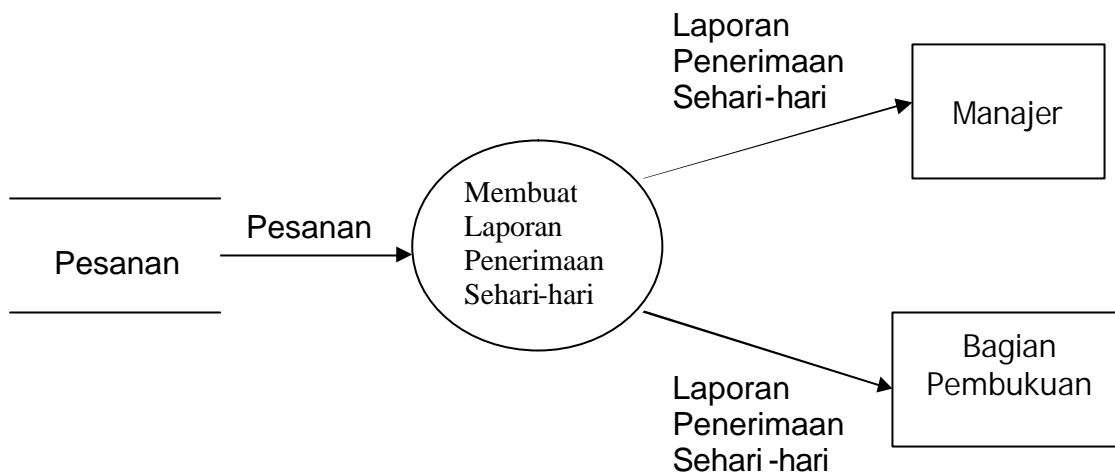 Laporan
Penerimaan
Sehari-hari
Manajer
Membuat
Laporan
Penerimaan
Sehari-hari
Pesanan
Pesanan
Bagian
Pembukuan
Laporan
Penerimaan
Sehari-hari